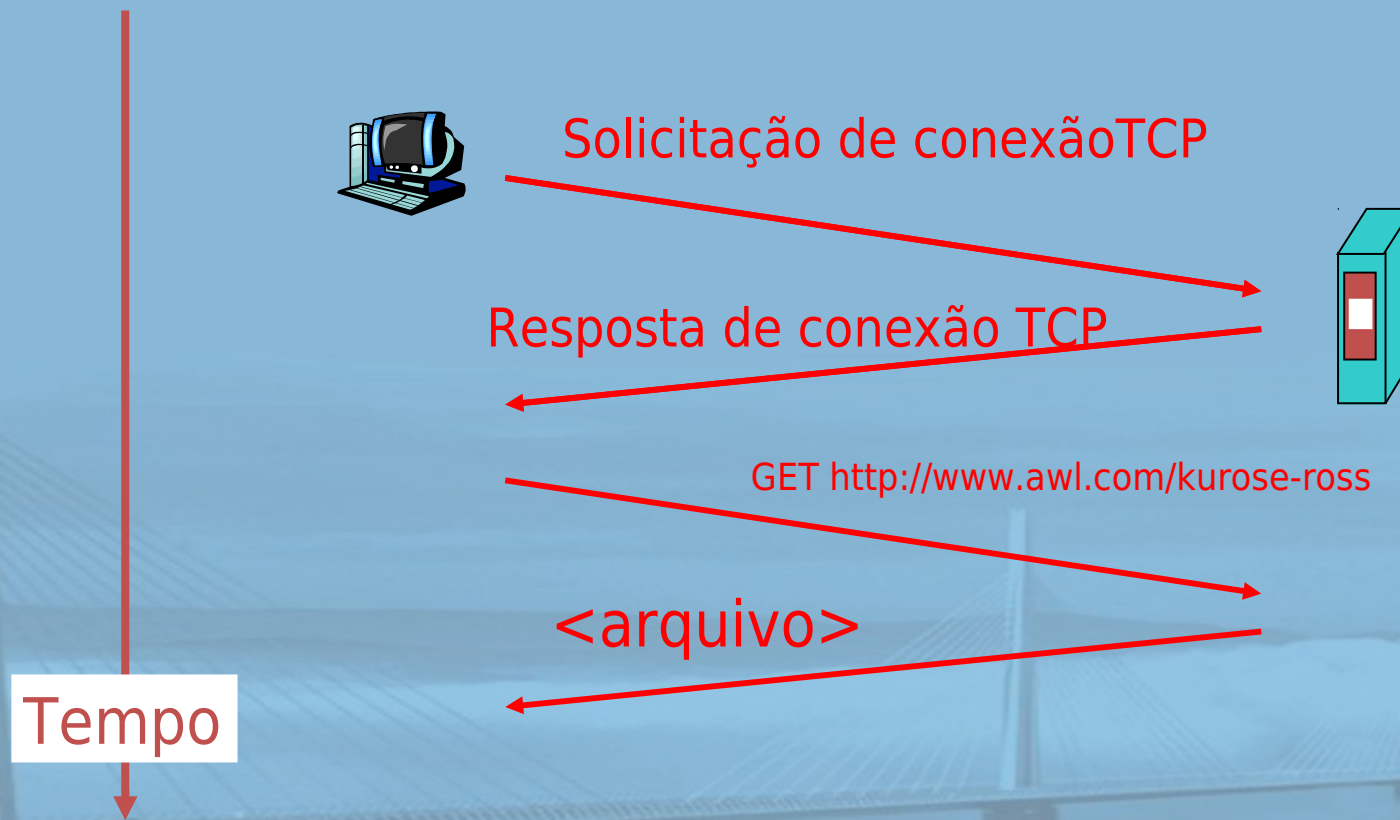 Solicitação de conexãoTCP
Resposta de conexão TCP
GET http://www.awl.com/kurose-ross
<arquivo>
Tempo